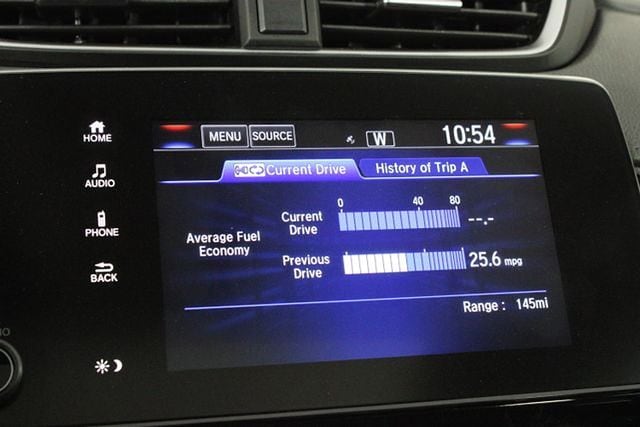 MENU SOURCE W 10:54
HOME
AUDIO
PHONE
BACK
Current Drive History of Trip A
0 40 80
Average Fuel
Economy
Current
Drive
--.-
Previous
Drive
25.6 mpg
Range : 145mi